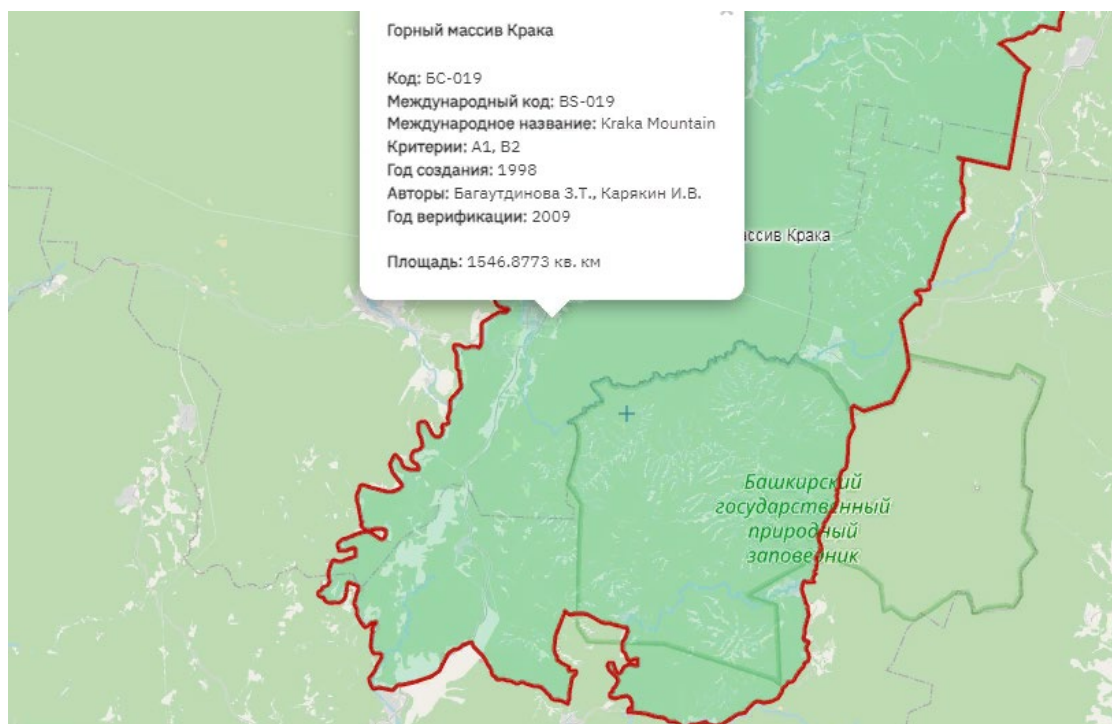 Горный массив Крака
Код: БС-019
Международный код: BS-019
Международное название: Kraka Mountain
Критерии: A1, B2
Год создания: 1998
Авторы: Багаутдинова З.Т., Карякин И.В.
Год верификации: 2009
Площадь: 1546.8773 кв. км
ассив Крака
Башкирский
государственный
природный
заповедник